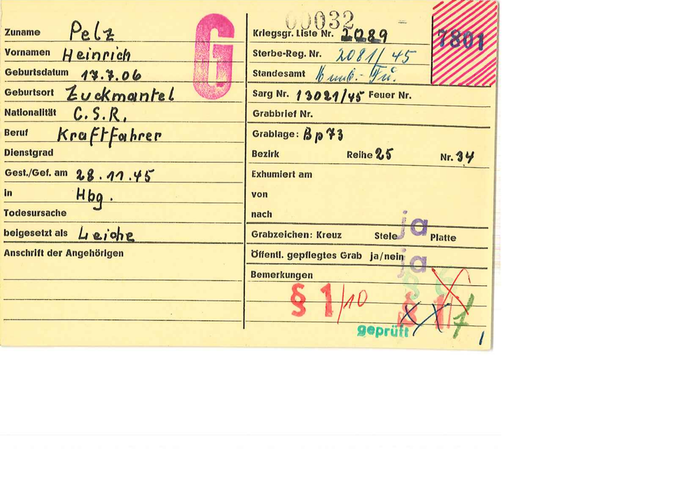 Zuname Pelz
Vornamen Heinrich
Geburtsdatum 17.7.06
Geburtsort Zuckmantel
Nationalität C.S.R.
Beruf Kraftfahrer
Dienstgrad
Gest./Gef. am 28.11.45
in Hbg.
Todesursache
beigesetzt als Leiche
Anschrift der Angehörigen
G
00032
Kriegsgr. Liste Nr. 2089
7801
Sterbe-Reg. Nr. 2081/45
Standesamt
Sarg Nr. 13021/45 Feuer Nr.
Grabbrief Nr.
Grablage: Bp73
Bezirk Reihe 25 Nr. 34
Exhumiert am
von
nach
ja
Grabzeichen: Kreuz Stele Platte
Öffentl. gepflegtes Grab ja/nein
ja
Bemerkungen
§ 1/10
geprüft